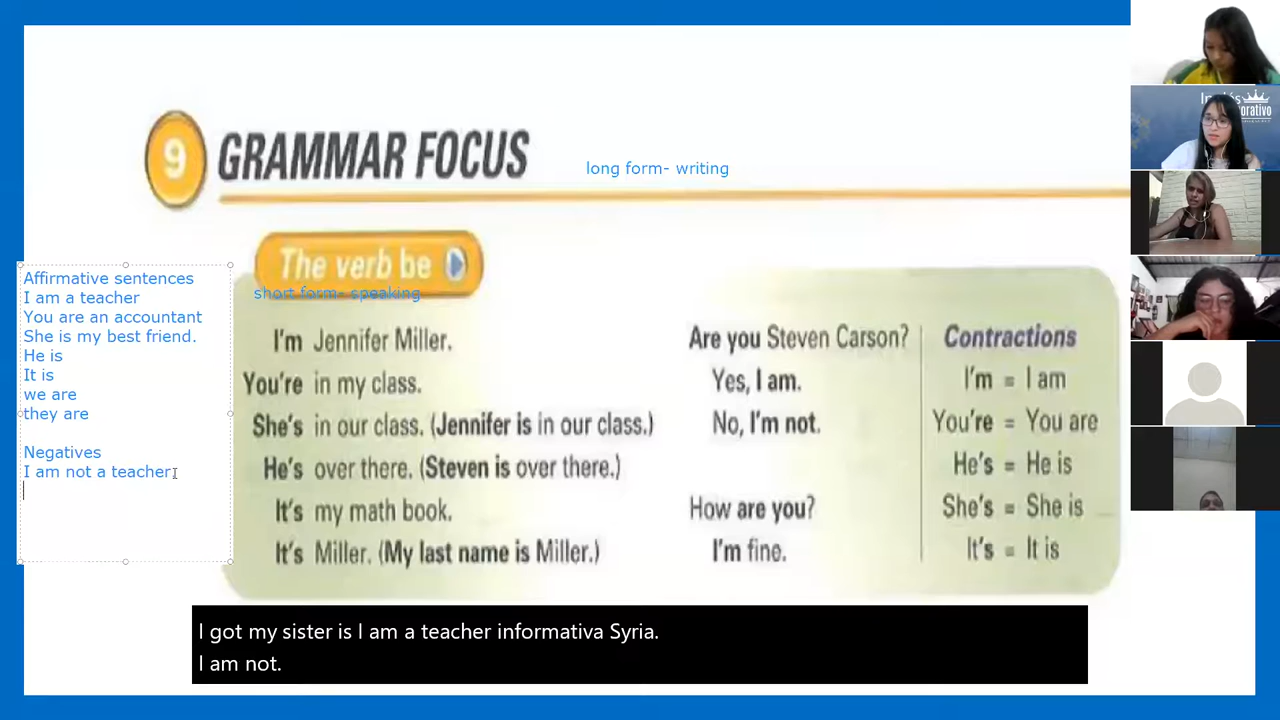 9 GRAMMAR FOCUS
long form- writing
The verb be
short form- speaking
Affirmative sentences
I am a teacher
You are an accountant
She is my best friend.
He is
It is
we are
they are
Negatives
I am not a teacher
I'm Jennifer Miller.
You're in my class.
She's in our class. (Jennifer is in our class.)
He's over there. (Steven is over there.)
It's my math book.
It's Miller. (My last name is Miller.)
Are you Steven Carson?
Yes, I am.
No, I'm not.
How are you?
I'm fine.
Contractions
I'm = I am
You're = You are
He's = He is
She's = She is
It's = It is
I got my sister is I am a teacher informativa Syria.
I am not.